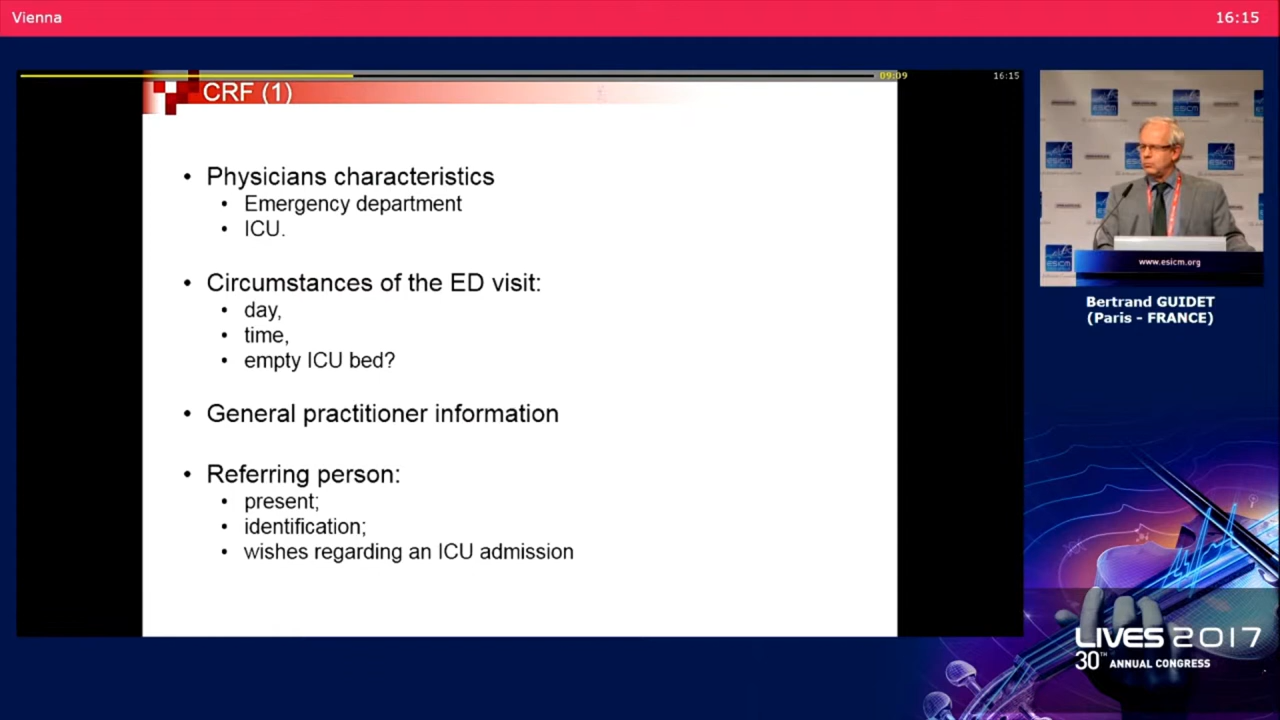 Vienna
16:15
09:09
16:15
CRF (1)
• Physicians characteristics
• Emergency department
• ICU.
• Circumstances of the ED visit:
• day,
• time,
• empty ICU bed?
• General practitioner information
• Referring person:
• present;
• identification;
• wishes regarding an ICU admission
ESICM
www.esicm.org
Bertrand GUIDET
(Paris - FRANCE)
LIVES 2017
30TH ANNUAL CONGRESS